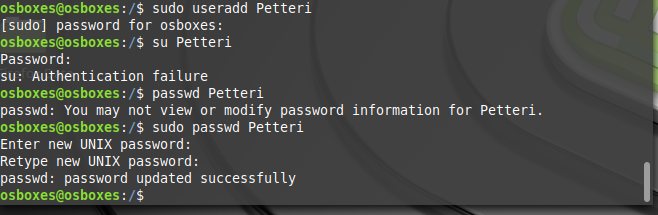 osboxes@osboxes:/$ sudo useradd Petteri
[sudo] password for osboxes:
osboxes@osboxes:/$ su Petteri
Password:
su: Authentication failure
osboxes@osboxes:/$ passwd Petteri
passwd: You may not view or modify password information for Petteri.
osboxes@osboxes:/$ sudo passwd Petteri
Enter new UNIX password:
Retype new UNIX password:
passwd: password updated successfully
osboxes@osboxes:/$